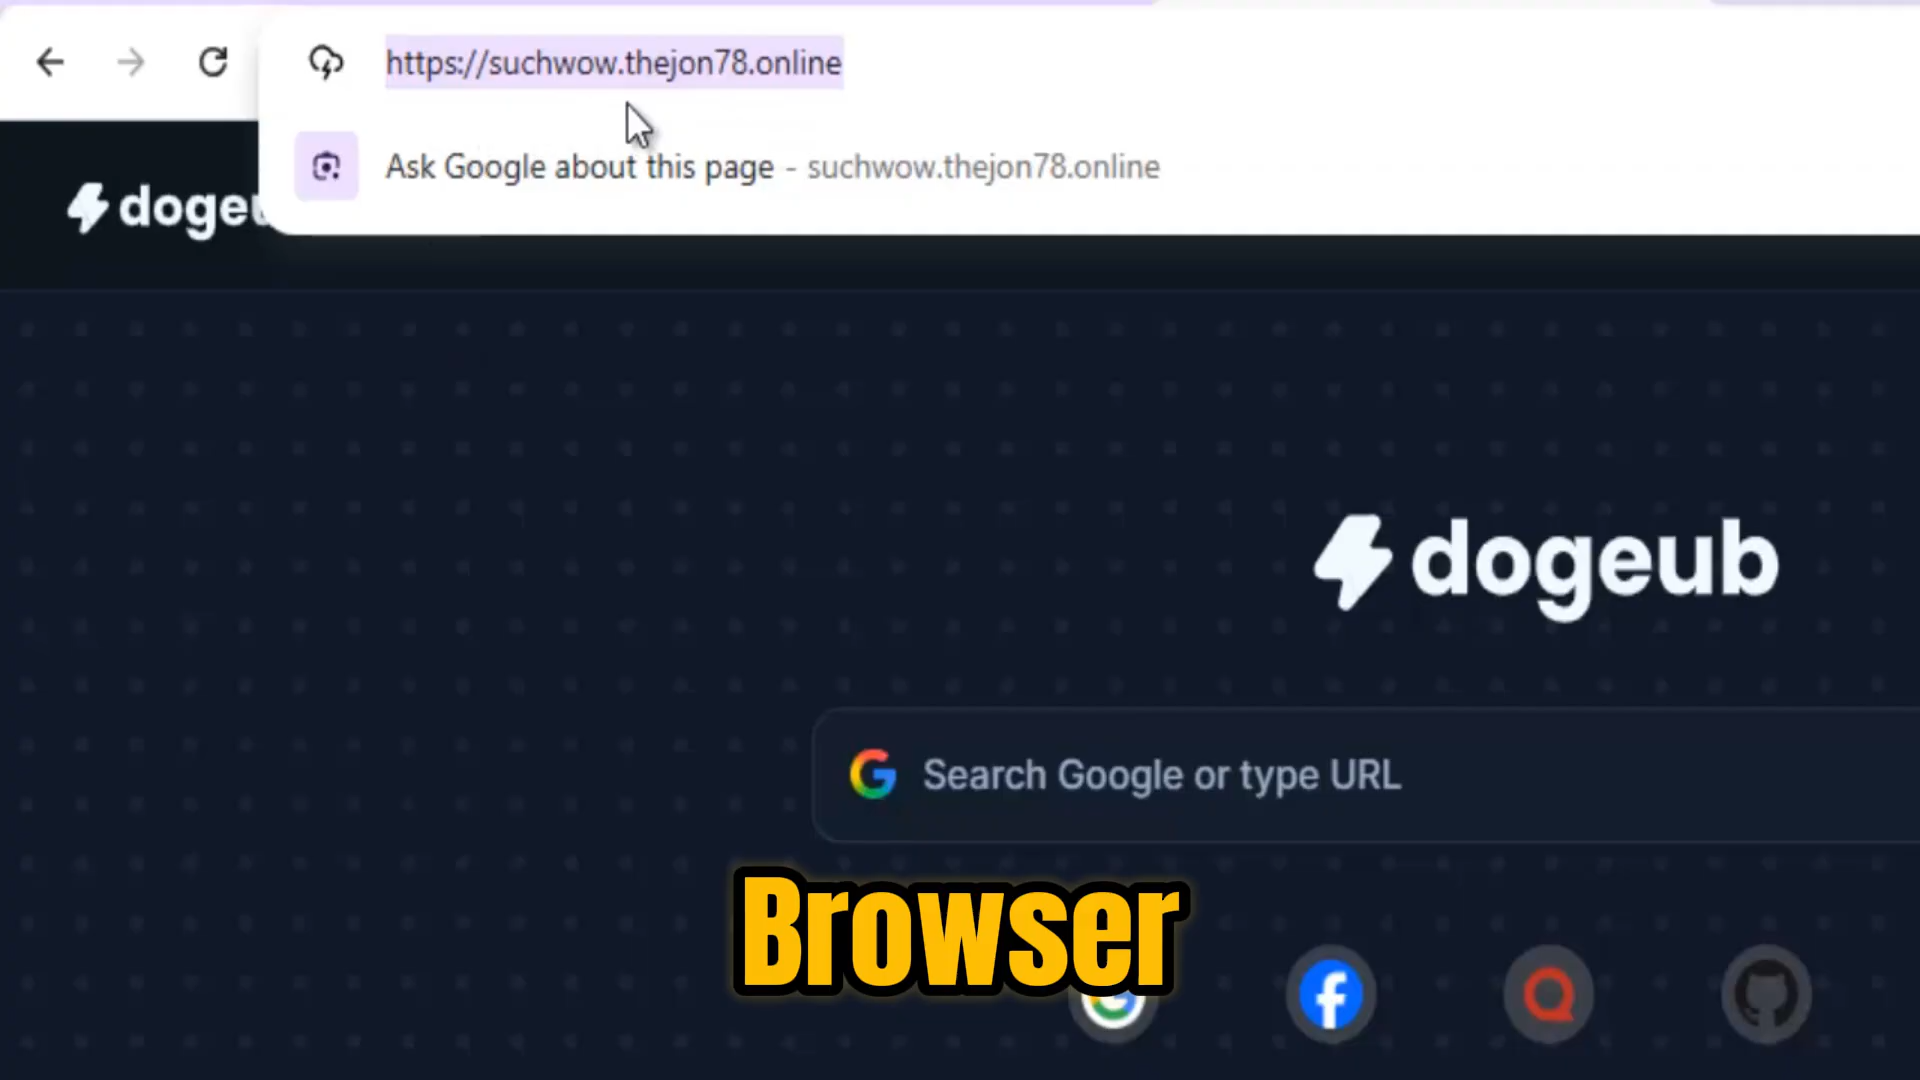 https://suchwow.thejon78.online
Ask Google about this page - suchwow.thejon78.online
dogeu
dogeub
Search Google or type URL
Browser